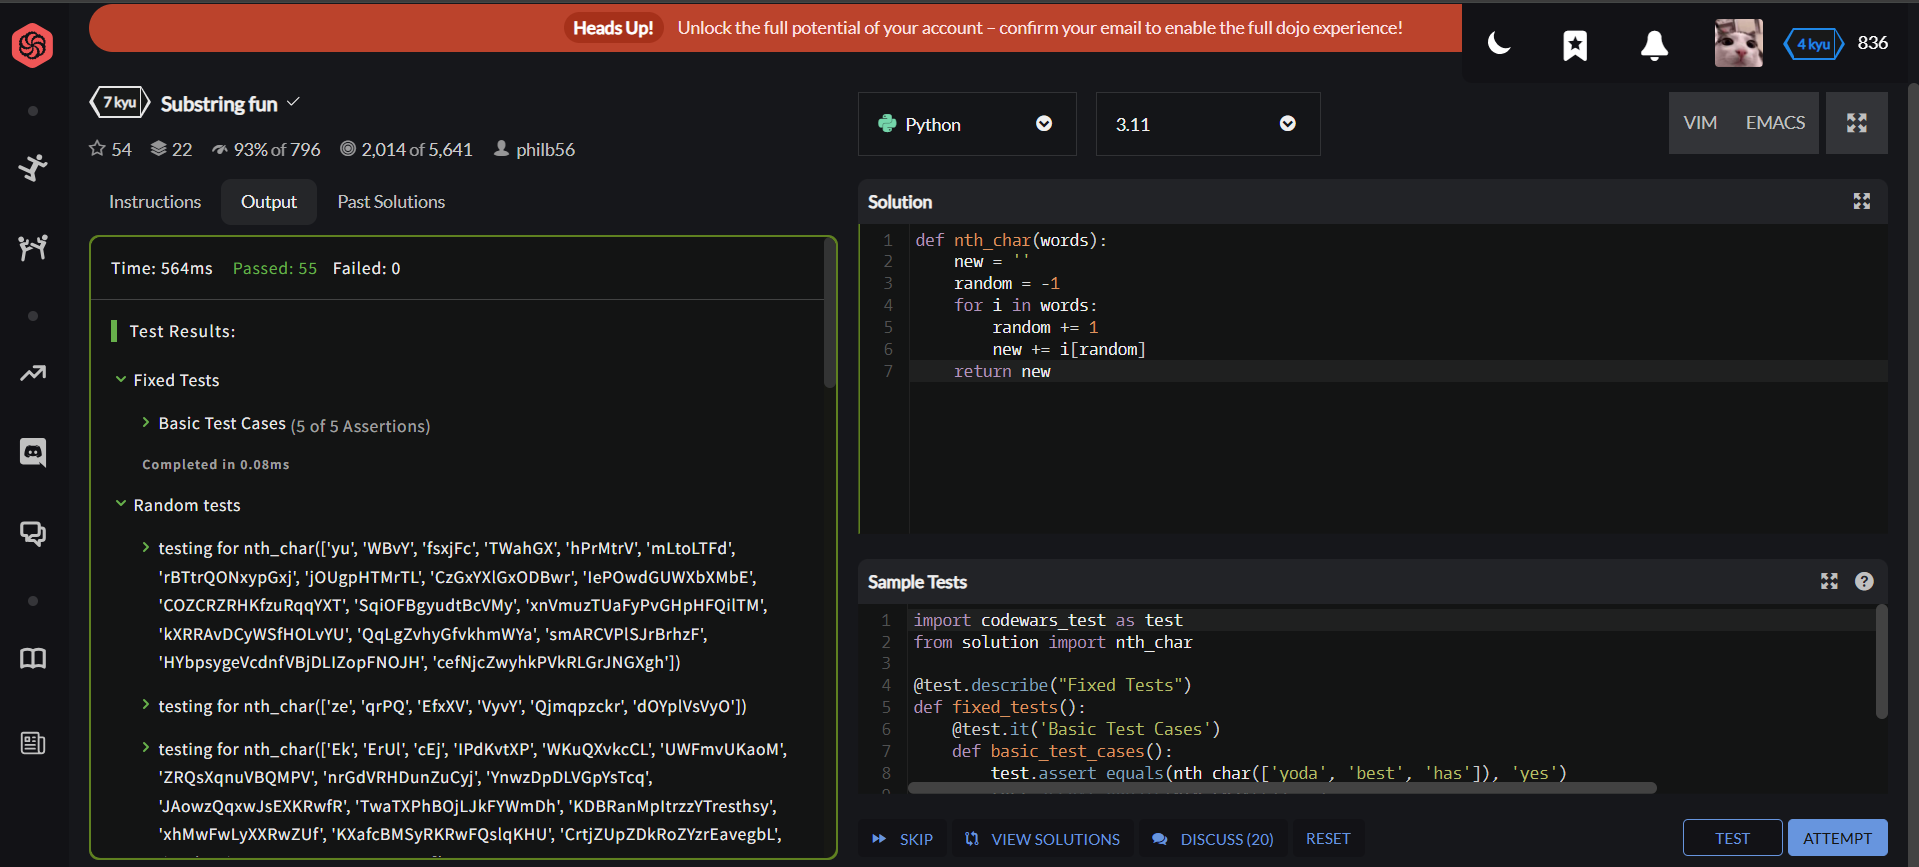 Heads Up! Unlock the full potential of your account – confirm your email to enable the full dojo experience!
4 kyu 836
7 kyu Substring fun
54 22 93% of 796 2,014 of 5,641 philb56
Python 3.11 VIM EMACS
Instructions Output Past Solutions
Time: 564ms Passed: 55 Failed: 0
Test Results:
Fixed Tests
Basic Test Cases (5 of 5 Assertions)
Completed in 0.08ms
Random tests
testing for nth_char(['yu', 'WBvY', 'fsxjFc', 'TWahGX', 'hPrMtrV', 'mLtoLTFd',
'rBTtrQONxypGxj', 'jOUgpHTMrTL', 'CzGxYXlGxODBwr', 'IePOwdGUWXbXMbE',
'COZCRZRHKfzuRqqYXT', 'SqiOFBgyudtBcVMy', 'xnVmuzTUaFyPvGHpHFQilTM',
'kXRRAvDCyWSfHOLvYU', 'QqLgZvhyGfvkhmWYa', 'smARCVPlSJrBrhzF',
'HYbpsygeVcdnfVBjDLIZopFNOJH', 'cefNjcZwyhkPVkRLGrJNGXgh'])
testing for nth_char(['ze', 'qrPQ', 'EfxXV', 'VyvY', 'Qjmqpzckr', 'dOYplVsVyO'])
testing for nth_char(['Ek', 'ErUl', 'cEj', 'IPdKvtXP', 'WKuQXvkcCL', 'UWFmvUKaoM',
'ZRQsXqnuVBQMPV', 'nrGdVRHDunZuCyj', 'YnwzDpDLVGpYsTcq',
'JAowzQqxwJsEXKRwfR', 'TwaTXPhBOjLJkFYWmDh', 'KDBRanMpItrzzYTresthsy',
'xhMwFwLyXXRwZUf', 'KXafcBMSyRKRwFQslqKHU', 'CrtjZUpZDkRoZYzrEavegbL',
Solution
1 def nth_char(words):
2 new = ''
3 random = -1
4 for i in words:
5 random += 1
6 new += i[random]
7 return new
Sample Tests
1 import codewars_test as test
2 from solution import nth_char
3
4 @test.describe("Fixed Tests")
5 def fixed_tests():
6 @test.it('Basic Test Cases')
7 def basic_test_cases():
8 test.assert_equals(nth_char(['yoda', 'best', 'has']), 'yes')
SKIP VIEW SOLUTIONS DISCUSS (20) RESET TEST ATTEMPT